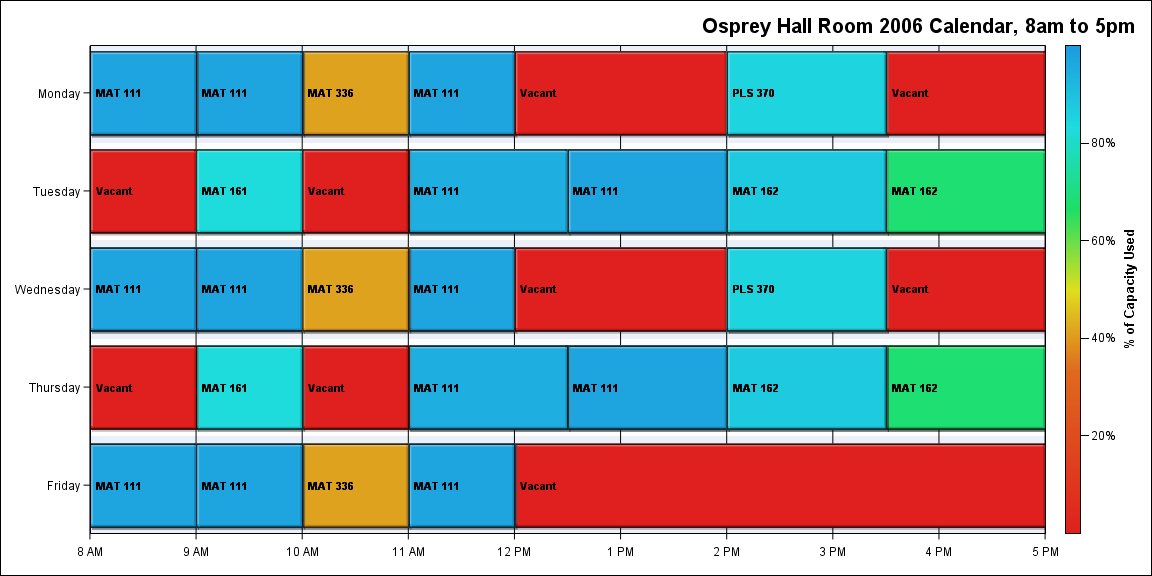 Osprey Hall Room 2006 Calendar, 8am to 5pm
Monday
MAT 111
MAT 111
MAT 336
MAT 111
Vacant
PLS 370
Vacant
Tuesday
Vacant
MAT 161
Vacant
MAT 111
MAT 111
MAT 162
MAT 162
Wednesday
MAT 111
MAT 111
MAT 336
MAT 111
Vacant
PLS 370
Vacant
Thursday
Vacant
MAT 161
Vacant
MAT 111
MAT 111
MAT 162
MAT 162
Friday
MAT 111
MAT 111
MAT 336
MAT 111
Vacant
8 AM
9 AM
10 AM
11 AM
12 PM
1 PM
2 PM
3 PM
4 PM
5 PM
80%
60%
40%
20%
% of Capacity Used